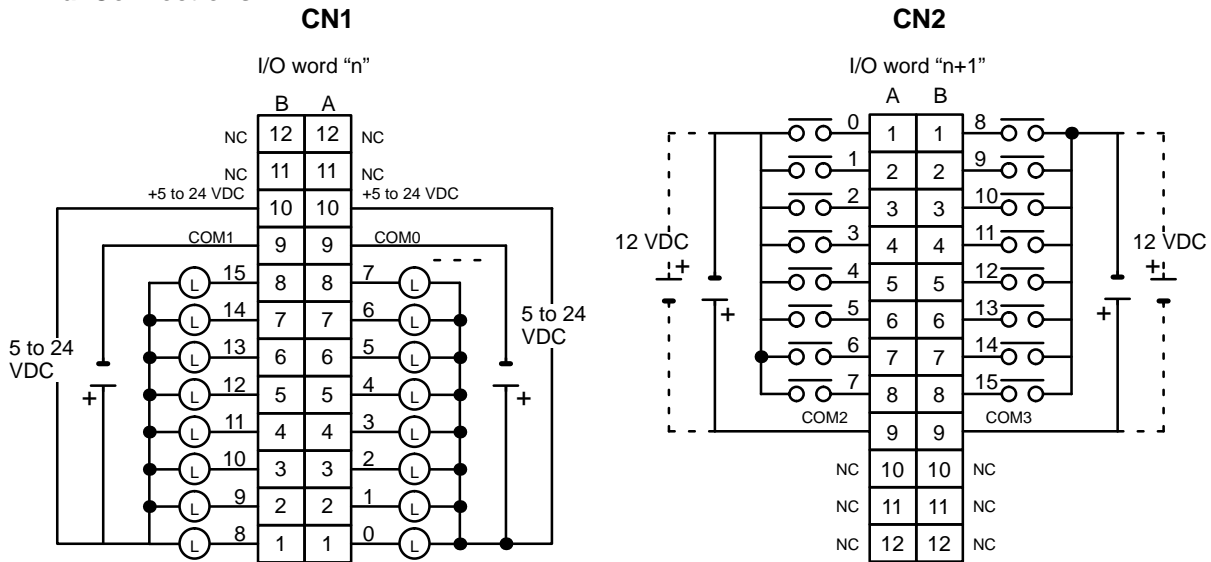 CN1
I/O word “n”
B A
NC 12 12 NC
NC 11 11 NC
+5 to 24 VDC 10 10 +5 to 24 VDC
COM1 9 9 COM0
15 8 8 7
L L
14 7 7 6
L L
13 6 6 5
L L
12 5 5 4
L L
11 4 4 3
L L
10 3 3 2
L L
9 2 2 1
L L
8 1 1 0
L L
5 to 24
VDC
+
5 to 24
VDC
+
CN2
I/O word “n+1”
A B
0 1 1 8
1 2 2 9
2 3 3 10
3 4 4 11
4 5 5 12
5 6 6 13
6 7 7 14
7 8 8 15
COM2 9 9 COM3
NC 10 10 NC
NC 11 11 NC
NC 12 12 NC
12 VDC
+
+
12 VDC
+
+